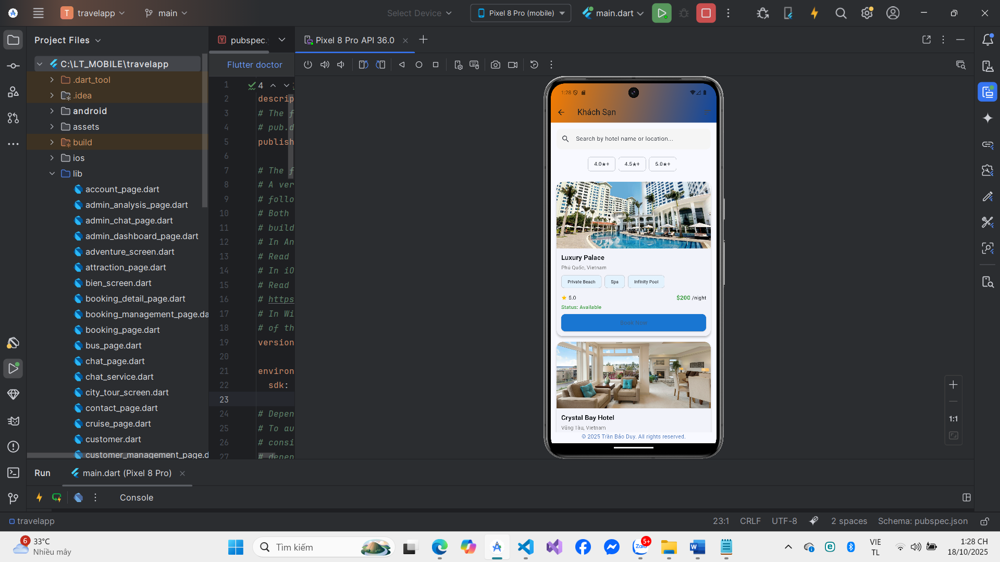 T travelapp
main
Select Device
Pixel 8 Pro (mobile)
main.dart
Project Files
pubspec.
Pixel 8 Pro API 36.0
C:\LT_MOBILE\travelapp
.dart_tool
.idea
android
assets
build
ios
lib
account_page.dart
admin_analysis_page.dart
admin_chat_page.dart
admin_dashboard_page.dart
adventure_screen.dart
attraction_page.dart
bien_screen.dart
booking_detail_page.dart
booking_management_page.da
booking_page.dart
bus_page.dart
chat_page.dart
chat_service.dart
city_tour_screen.dart
contact_page.dart
cruise_page.dart
customer.dart
customer_management_page.d
Flutter doctor
1 4
2 descrip
3 # The f
4 # pub.d
5 publish
6
7 # The f
8 # A ver
9 # follo
10 # Both
11 # build
12 # In An
13 # Read
14 # In iO
15 # Read
16 # https
17 # In Wi
18 # of th
19 version
20
21 environ
22 sdk:
23
24 # Depen
25 # To au
26 # consi
27 # depen
1:28
Khách Sạn
Search by hotel name or location...
4.0★+ 4.5★+ 5.0★+
Luxury Palace
Phú Quốc, Vietnam
Private Beach Spa Infinity Pool
5.0 $200 /night
Status: Available
Book Now
Crystal Bay Hotel
Vũng Tàu, Vietnam
© 2025 Trần Bảo Duy. All rights reserved.
1:1
Run
main.dart (Pixel 8 Pro)
Console
travelapp
23:1 CRLF UTF-8 2 spaces Schema: pubspec.json
6
33°C
Nhiều mây
Tìm kiếm
Zalo
5+
VIE
TL
1:28 CH
18/10/2025